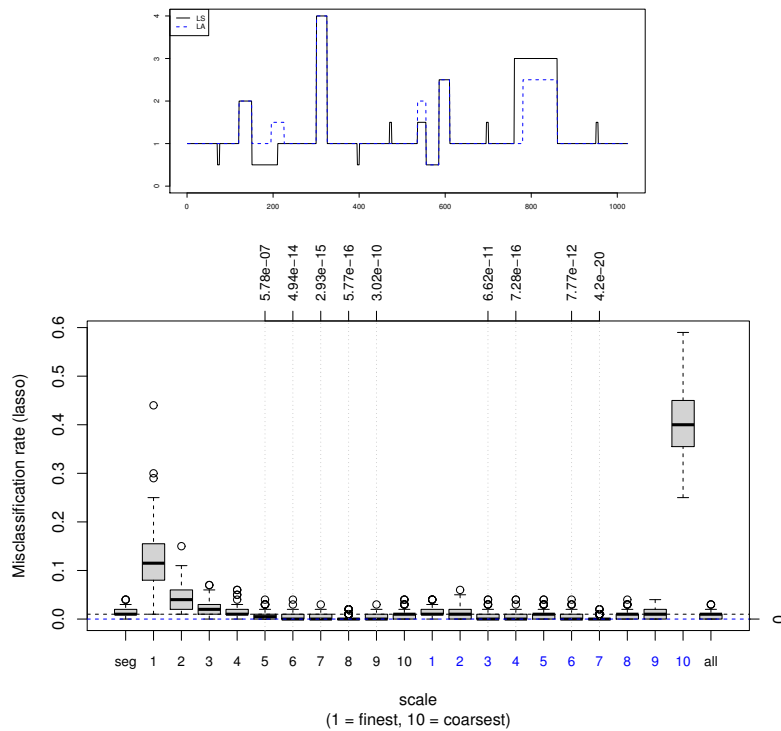 LS
LA
4
3
2
1
0
0 200 400 600 800 1000
5.78e−07 4.94e−14 2.93e−15 5.77e−16 3.02e−10 6.62e−11 7.28e−16 7.77e−12 4.2e−20
Misclassification rate (lasso)
0.6
0.5
0.4
0.3
0.2
0.1
0.0
0
seg 1 2 3 4 5 6 7 8 9 10 1 2 3 4 5 6 7 8 9 10 all
scale
(1 = finest, 10 = coarsest)